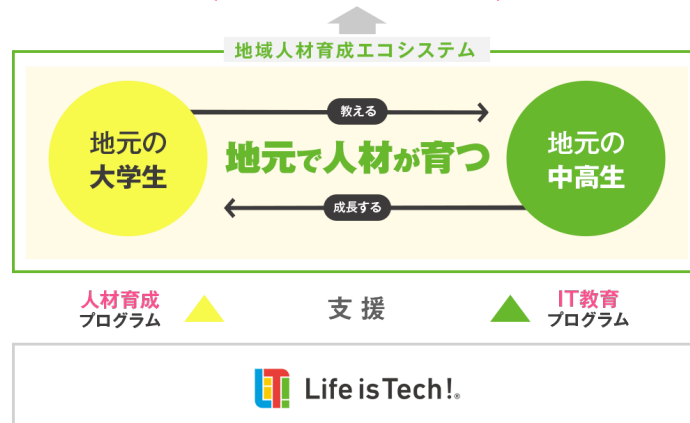 地域人材育成エコシステム
教える
地元の
大学生
地元で人材が育つ
地元の
中高生
成長する
人材育成
プログラム
支援
IT教育
プログラム
Life is Tech!®